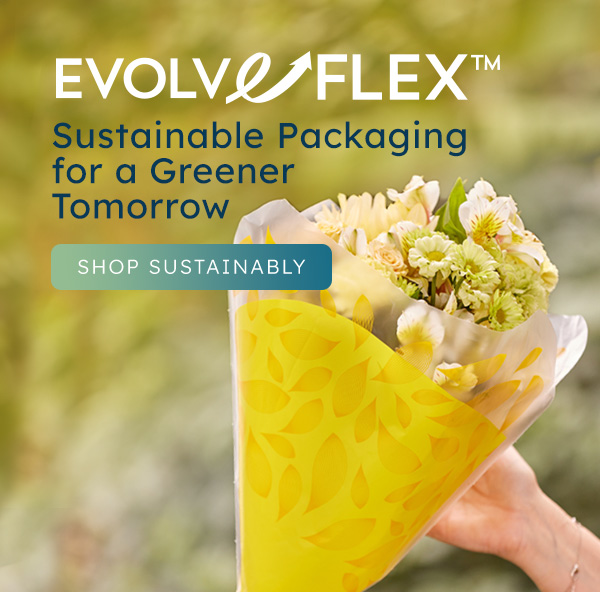 EVOLVeFLEX™
Sustainable Packaging
for a Greener
Tomorrow
SHOP SUSTAINABLY